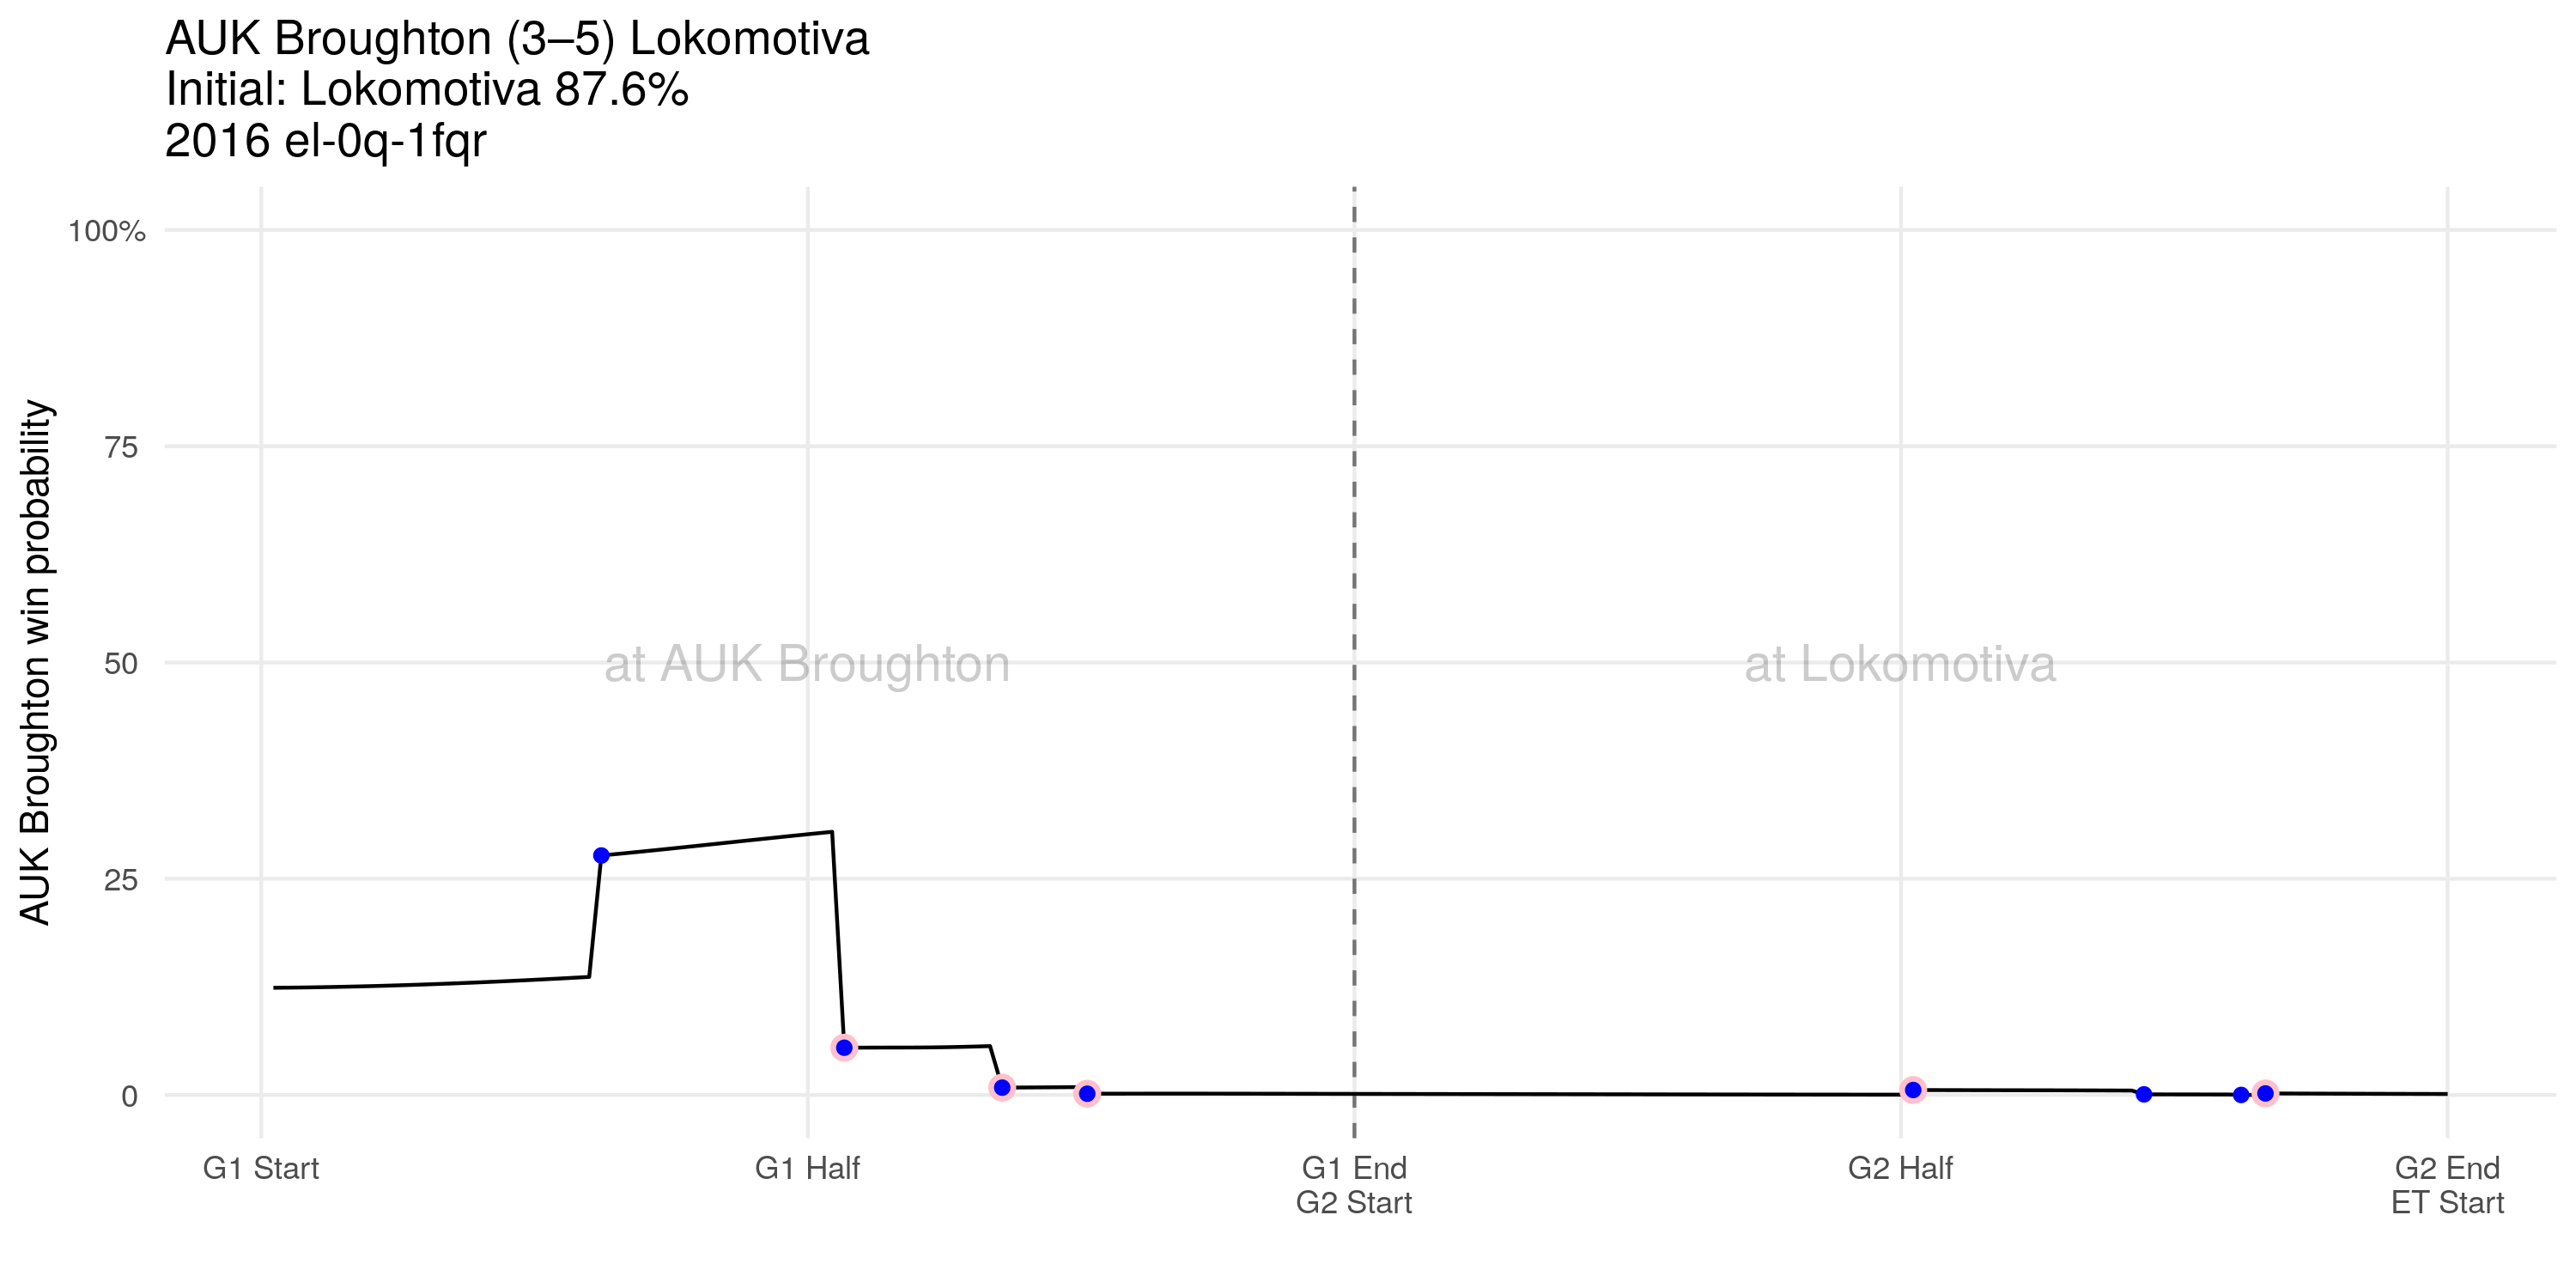 AUK Broughton (3–5) Lokomotiva
Initial: Lokomotiva 87.6%
2016 el-0q-1fqr
AUK Broughton win probability
100%
75
50
25
0
at AUK Broughton
at Lokomotiva
G1 Start
G1 Half
G1 End
G2 Start
G2 Half
G2 End
ET Start